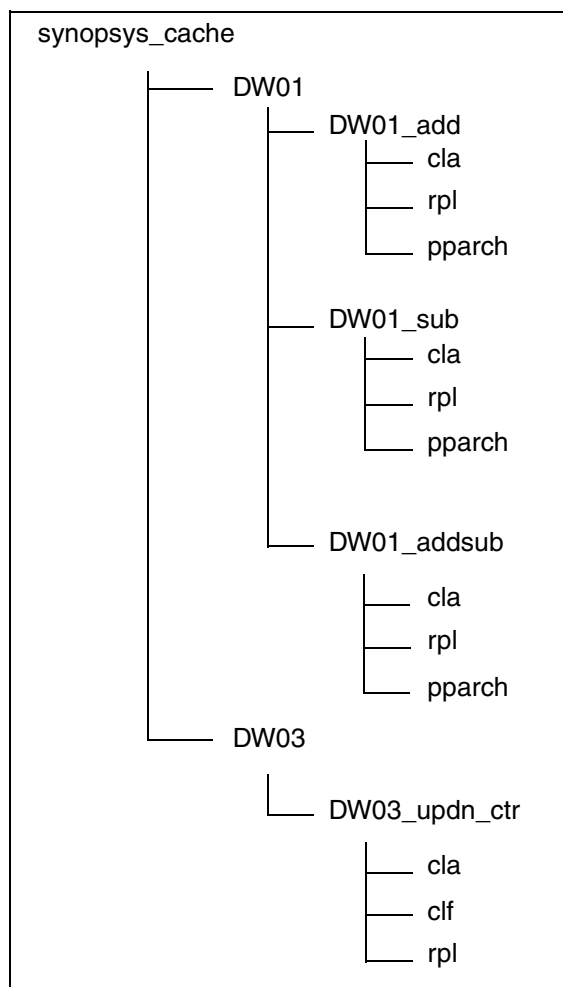 synopsys_cache
DW01
DW01_add
cla
rpl
pparch
DW01_sub
cla
rpl
pparch
DW01_addsub
cla
rpl
pparch
DW03
DW03_updn_ctr
cla
clf
rpl